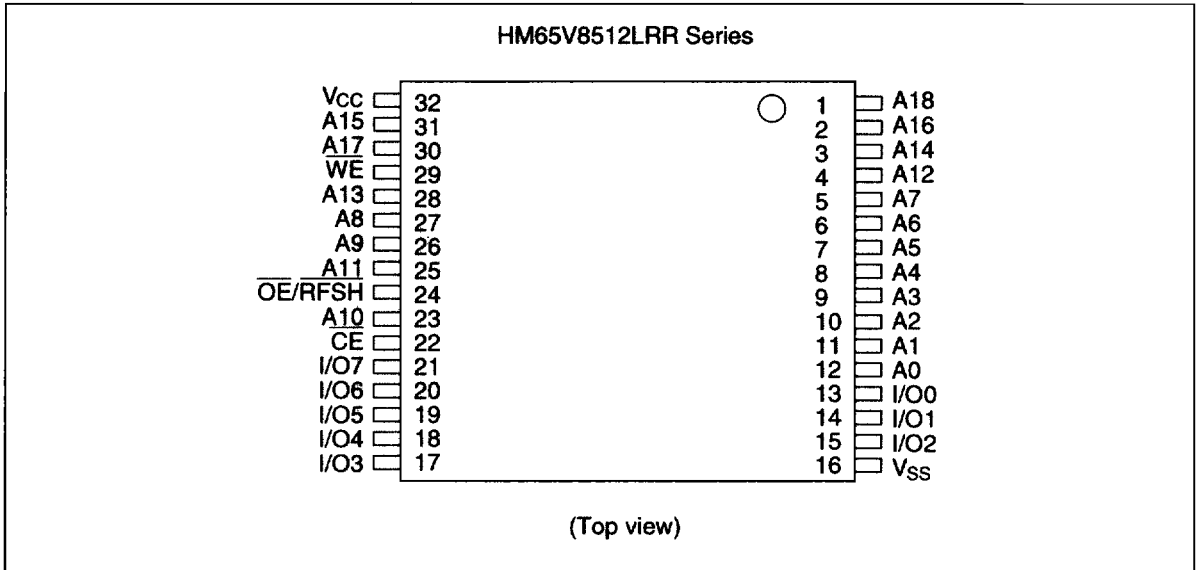 HM65V8512LRR Series
VCC 32 1 A18
A15 31 2 A16
A17 30 3 A14
WE 29 4 A12
A13 28 5 A7
A8 27 6 A6
A9 26 7 A5
A11 25 8 A4
OE/RFSH 24 9 A3
A10 23 10 A2
CE 22 11 A1
I/O7 21 12 A0
I/O6 20 13 I/O0
I/O5 19 14 I/O1
I/O4 18 15 I/O2
I/O3 17 16 VSS
(Top view)